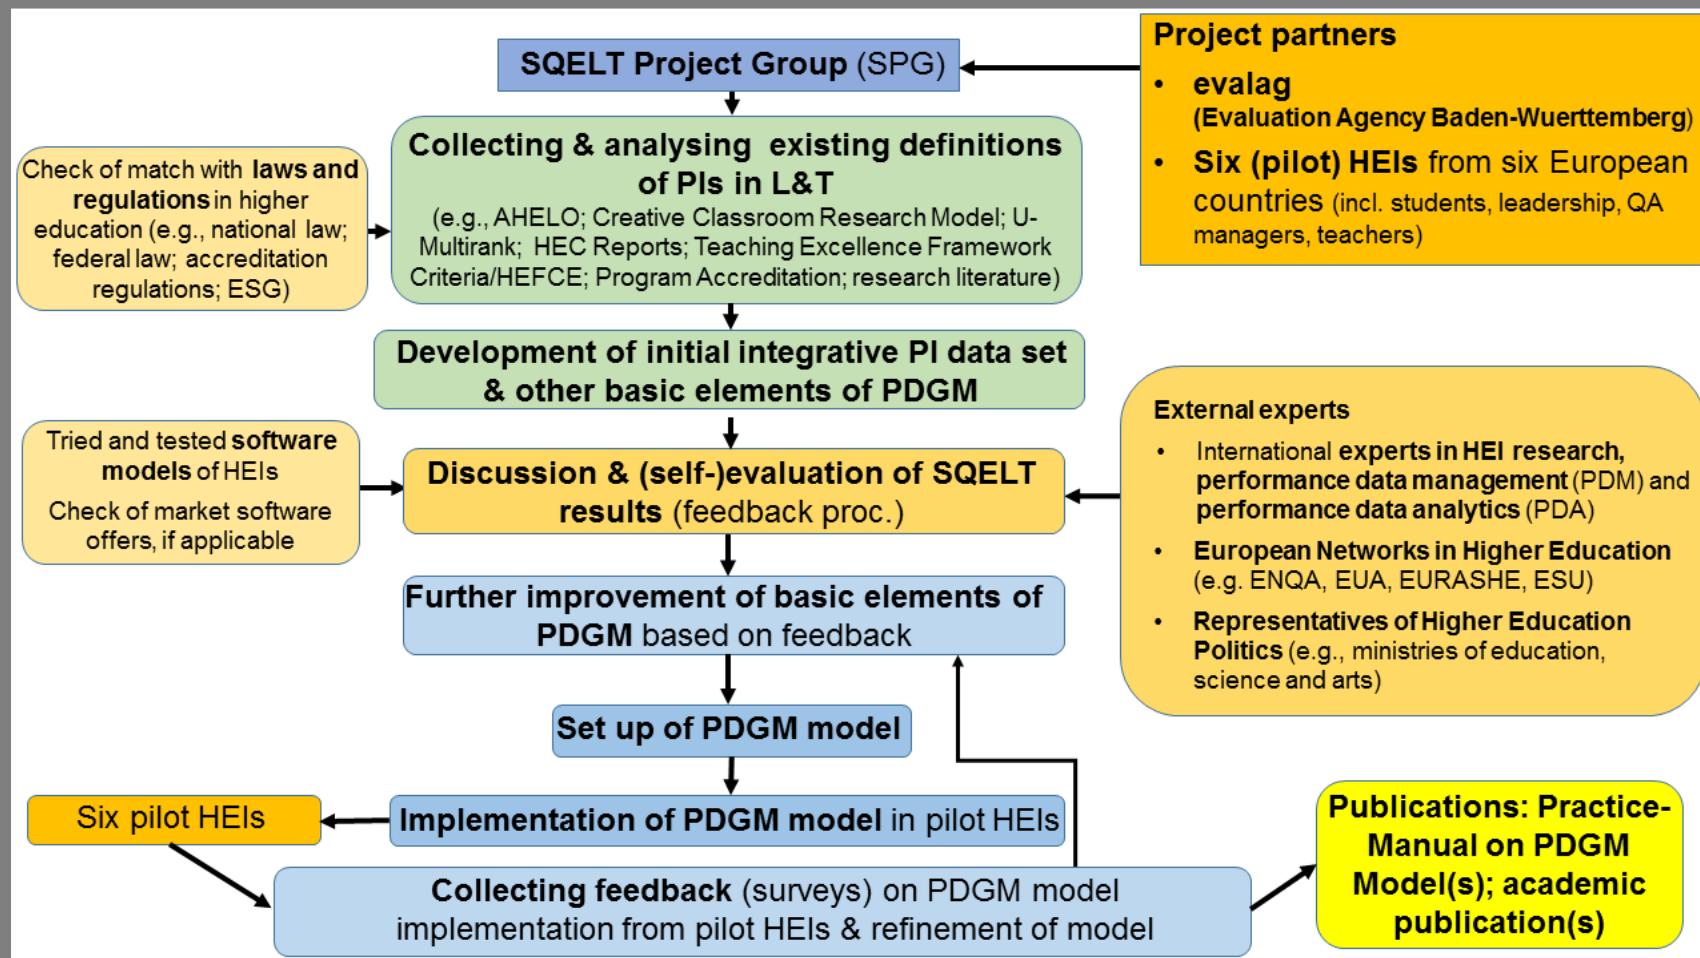 SQELT Project Group (SPG)
Project partners
• evalag
(Evaluation Agency Baden-Wuerttemberg)
• Six (pilot) HEIs from six European
countries (incl. students, leadership, QA
managers, teachers)
Collecting & analysing existing definitions
of PIs in L&T
(e.g., AHELO; Creative Classroom Research Model; U-
Multirank; HEC Reports; Teaching Excellence Framework
Criteria/HEFCE; Program Accreditation; research literature)
Check of match with laws and
regulations in higher
education (e.g., national law;
federal law; accreditation
regulations; ESG)
Development of initial integrative PI data set
& other basic elements of PDGM
Tried and tested software
models of HEIs
Check of market software
offers, if applicable
Discussion & (self-)evaluation of SQELT
results (feedback proc.)
External experts
• International experts in HEI research,
performance data management (PDM) and
performance data analytics (PDA)
• European Networks in Higher Education
(e.g. ENQA, EUA, EURASHE, ESU)
• Representatives of Higher Education
Politics (e.g., ministries of education,
science and arts)
Further improvement of basic elements of
PDGM based on feedback
Set up of PDGM model
Implementation of PDGM model in pilot HEIs
Six pilot HEIs
Collecting feedback (surveys) on PDGM model
implementation from pilot HEIs & refinement of model
Publications: Practice-
Manual on PDGM
Model(s); academic
publication(s)